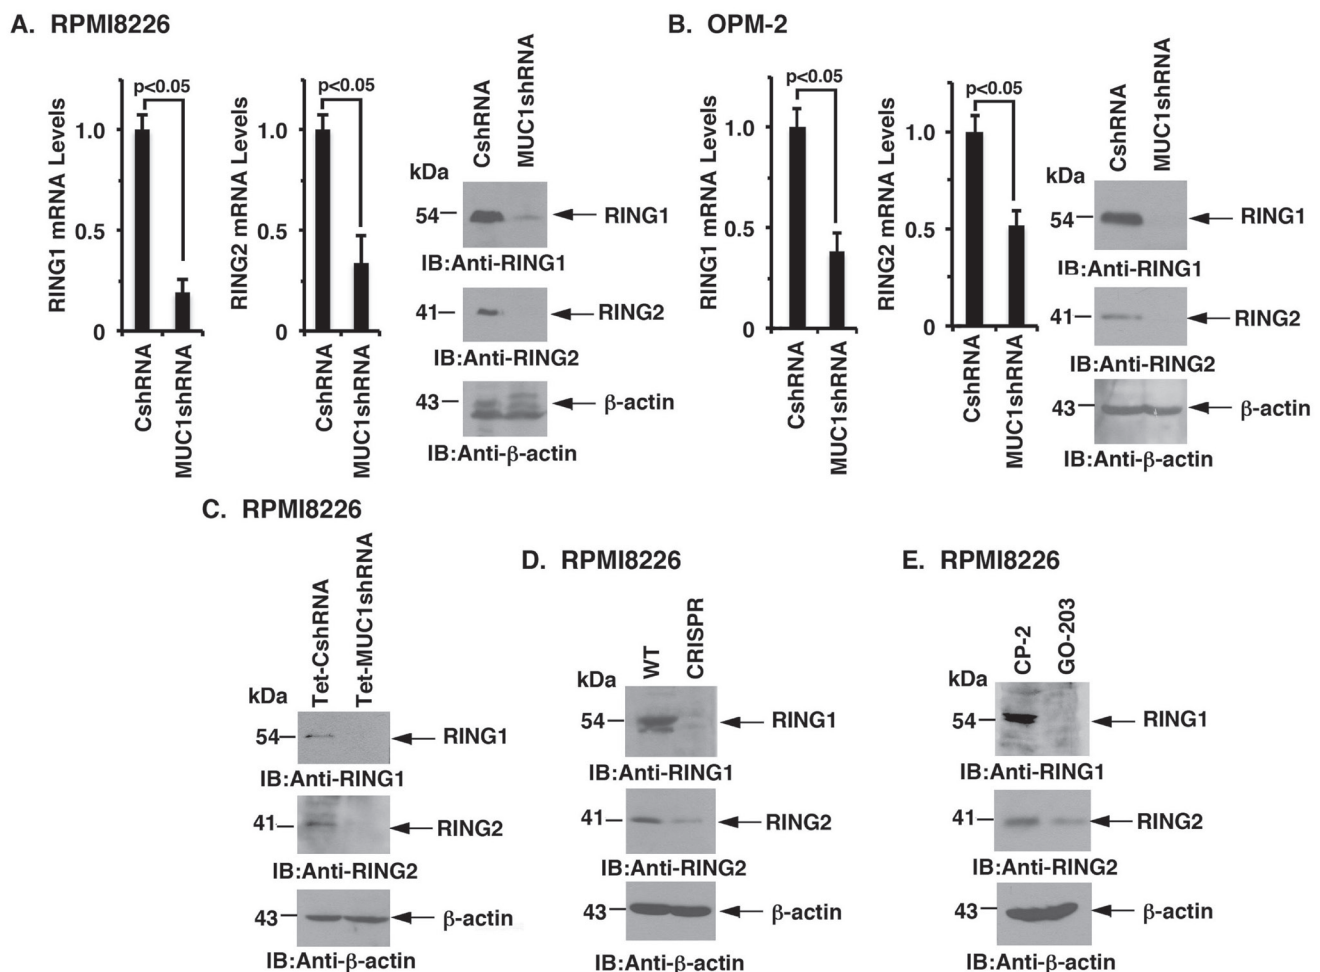 A. RPMI8226
RING1 mRNA Levels
1.0
0.5
0
p<0.05
CshRNA
MUC1shRNA
RING2 mRNA Levels
1.0
0.5
0
p<0.05
CshRNA
MUC1shRNA
CshRNA
MUC1shRNA
kDa
54
RING1
IB:Anti-RING1
41
RING2
IB:Anti-RING2
43
β-actin
IB:Anti-β-actin
B. OPM-2
RING1 mRNA Levels
1.0
0.5
0
p<0.05
CshRNA
MUC1shRNA
RING2 mRNA Levels
1.0
0.5
0
p<0.05
CshRNA
MUC1shRNA
CshRNA
MUC1shRNA
kDa
54
RING1
IB:Anti-RING1
41
RING2
IB:Anti-RING2
43
β-actin
IB:Anti-β-actin
C. RPMI8226
Tet-CshRNA
Tet-MUC1shRNA
kDa
54
RING1
IB:Anti-RING1
41
RING2
IB:Anti-RING2
43
β-actin
IB:Anti-β-actin
D. RPMI8226
WT
CRISPR
kDa
54
RING1
IB:Anti-RING1
41
RING2
IB:Anti-RING2
43
β-actin
IB:Anti-β-actin
E. RPMI8226
CP-2
GO-203
kDa
54
RING1
IB:Anti-RING1
41
RING2
IB:Anti-RING2
43
β-actin
IB:Anti-β-actin